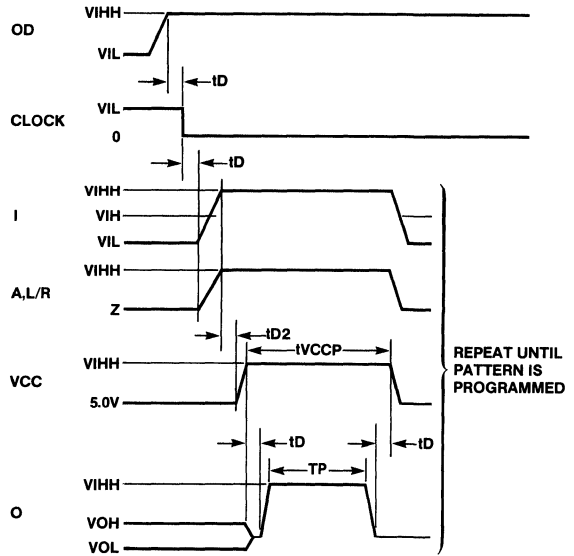 VIHH
OD
VIL
tD
VIL
CLOCK
0
tD
VIHH
I
VIH
VIL
VIHH
A,L/R
Z
tD2
tVCCP
VIHH
VCC
5.0V
REPEAT UNTIL
PATTERN IS
PROGRAMMED
tD
tD
TP
VIHH
O
VOH
VOL